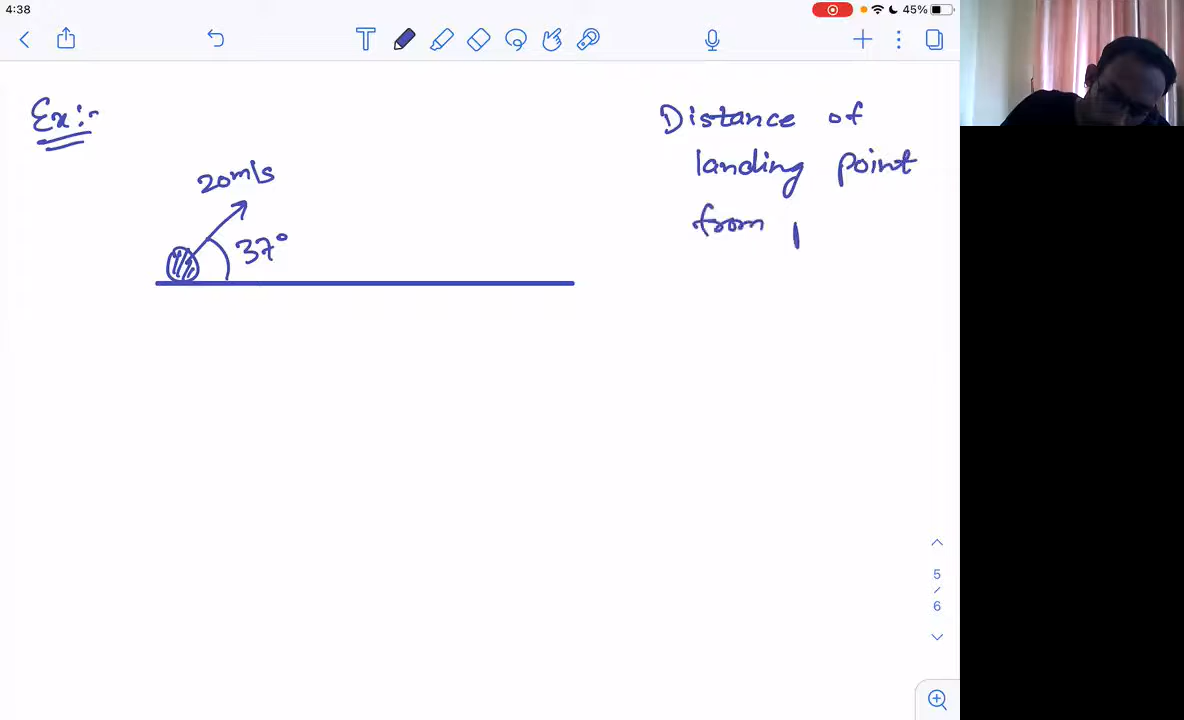 4:38
45%
T
Ex:-
20m/s
37°
Distance of
landing point
from
5
/
6